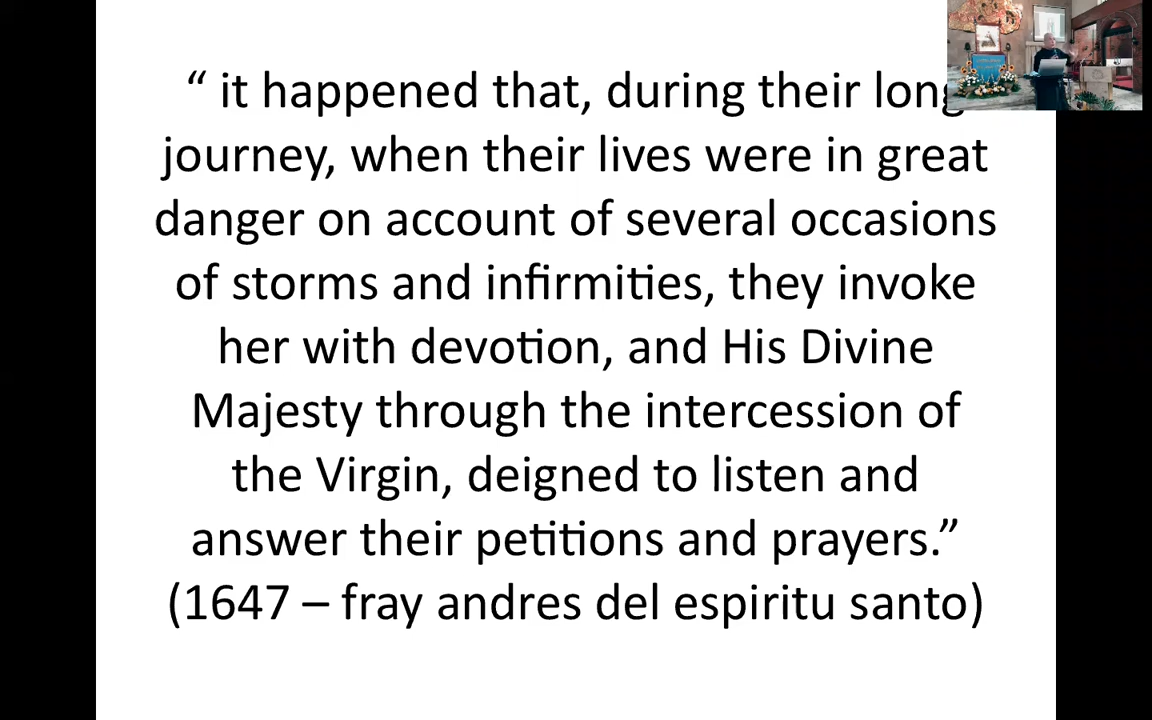 “ it happened that, during their long
journey, when their lives were in great
danger on account of several occasions
of storms and infirmities, they invoke
her with devotion, and His Divine
Majesty through the intercession of
the Virgin, deigned to listen and
answer their petitions and prayers.”
(1647 – fray andres del espiritu santo)